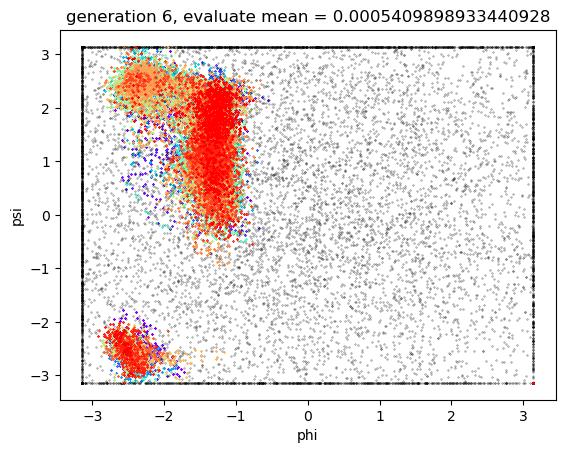 generation 6, evaluate mean = 0.0005409898933440928
3
2
1
0
−1
−2
−3
psi
−3 −2 −1 0 1 2 3
phi